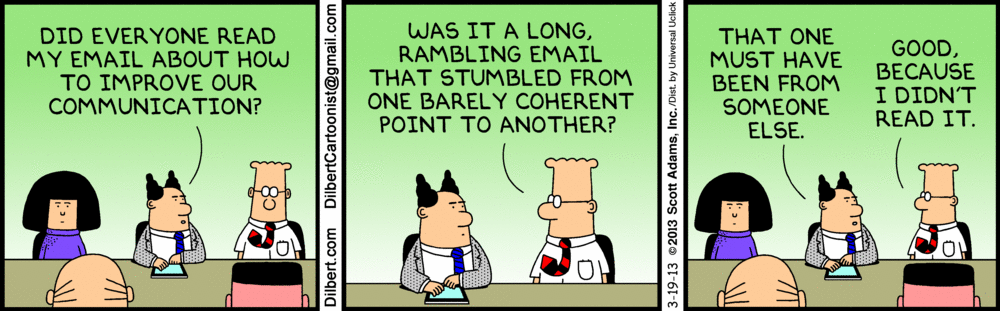 DID EVERYONE READ
MY EMAIL ABOUT HOW
TO IMPROVE OUR
COMMUNICATION?
Dilbert.com DilbertCartoonist@gmail.com
WAS IT A LONG,
RAMBLING EMAIL
THAT STUMBLED FROM
ONE BARELY COHERENT
POINT TO ANOTHER?
3-19-13 ©2013 Scott Adams, Inc. /Dist. by Universal Uclick
THAT ONE
MUST HAVE
BEEN FROM
SOMEONE
ELSE.
GOOD,
BECAUSE
I DIDN'T
READ IT.